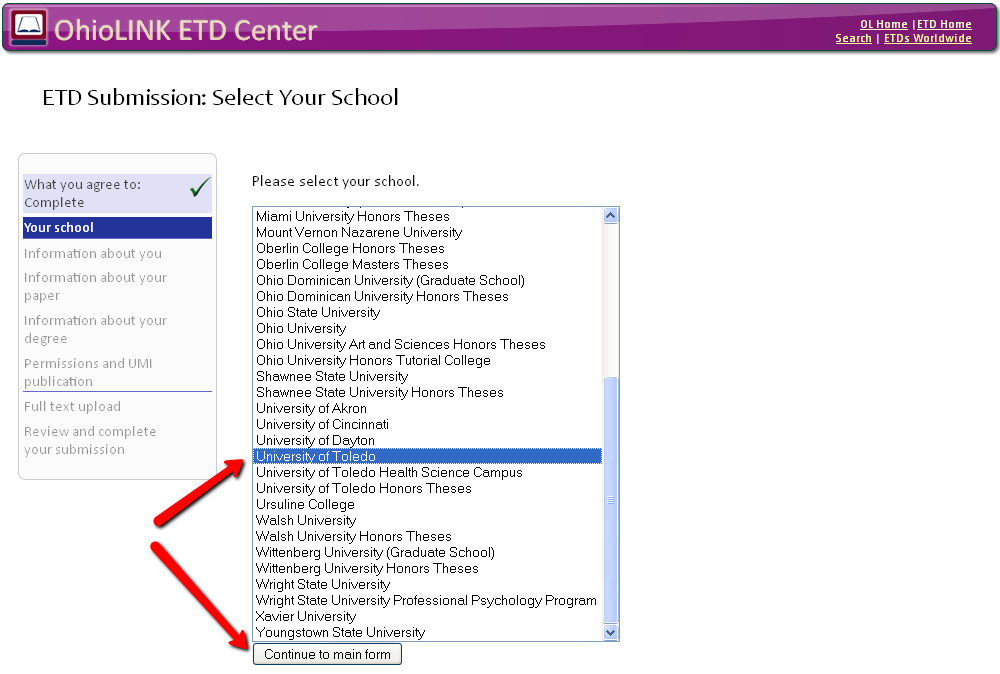 OhioLINK ETD Center
OL Home | ETD Home
Search | ETDs Worldwide
ETD Submission: Select Your School
What you agree to:
Complete
Your school
Information about you
Information about your
paper
Information about your
degree
Permissions and UMI
publication
Full text upload
Review and complete
your submission
Please select your school.
Miami University Honors Theses
Mount Vernon Nazarene University
Oberlin College Honors Theses
Oberlin College Masters Theses
Ohio Dominican University (Graduate School)
Ohio Dominican University Honors Theses
Ohio State University
Ohio University
Ohio University Art and Sciences Honors Theses
Ohio University Honors Tutorial College
Shawnee State University
Shawnee State University Honors Theses
University of Akron
University of Cincinnati
University of Dayton
University of Toledo
University of Toledo Health Science Campus
University of Toledo Honors Theses
Ursuline College
Walsh University
Walsh University Honors Theses
Wittenberg University (Graduate School)
Wittenberg University Honors Theses
Wright State University
Wright State University Professional Psychology Program
Xavier University
Youngstown State University
Continue to main form